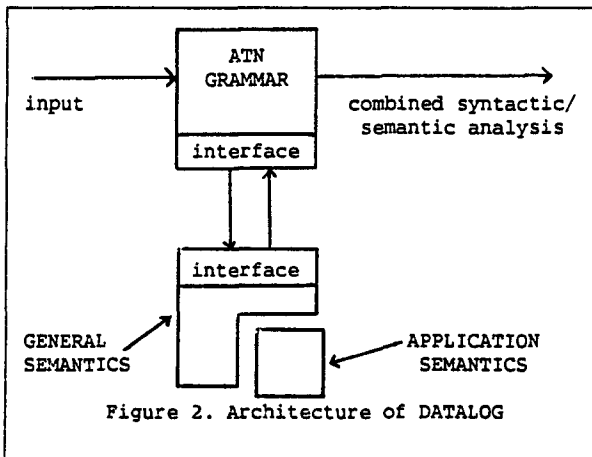 ATN
GRAMMAR
input
combined syntactic/
semantic analysis
interface
interface
GENERAL
SEMANTICS
APPLICATION
SEMANTICS
Figure 2. Architecture of DATALOG